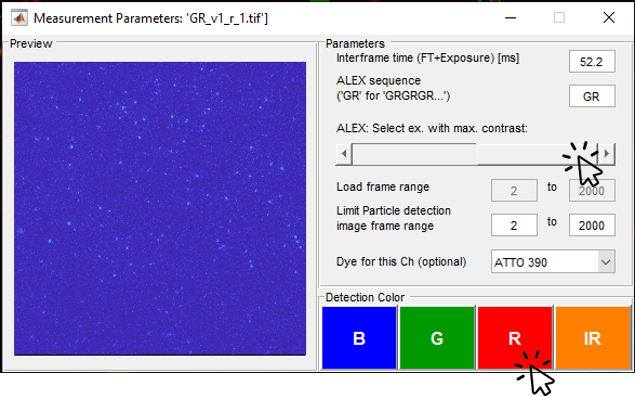 Measurement Parameters: 'GR_v1_r_1.tif']
Preview
Parameters
Interframe time (FT+Exposure) [ms]
52.2
ALEX sequence
('GR' for 'GRGRGR...')
GR
ALEX: Select ex. with max. contrast:
Load frame range
2 to 2000
Limit Particle detection
image frame range
2 to 2000
Dye for this Ch (optional)
ATTO 390
Detection Color
B G R IR